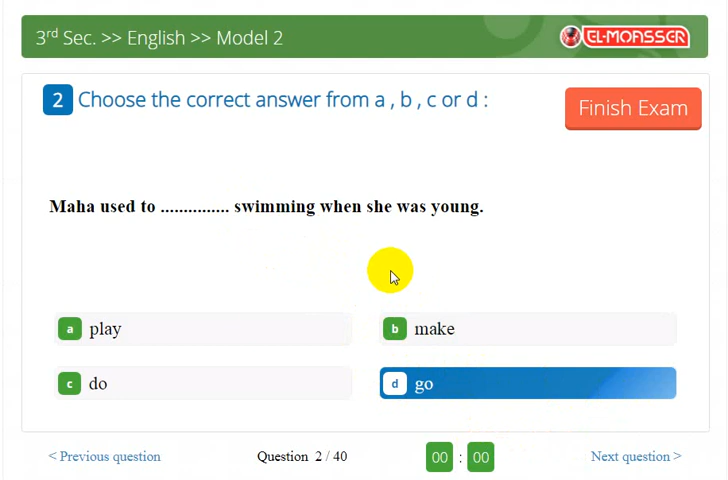 3rd Sec. >> English >> Model 2
EL-MOASSER
2 Choose the correct answer from a , b , c or d :
Finish Exam
Maha used to ............... swimming when she was young.
a play
b make
c do
d go
< Previous question
Question 2 / 40
00 : 00
Next question >